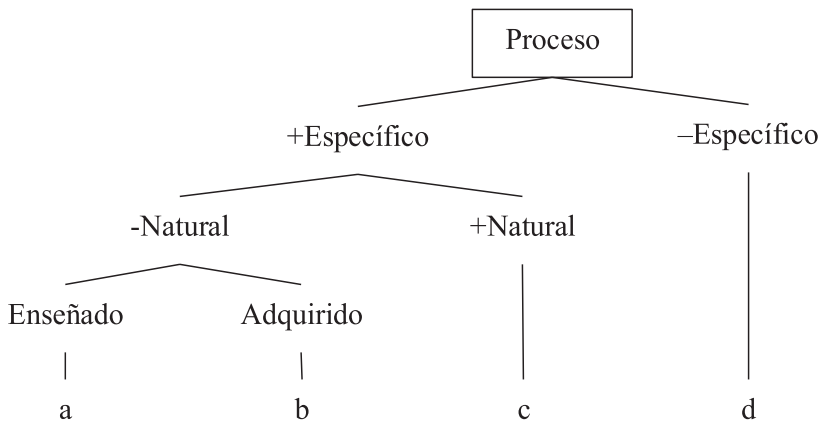 Proceso
+Específico
–Específico
-Natural
+Natural
Enseñado
Adquirido
a
b
c
d